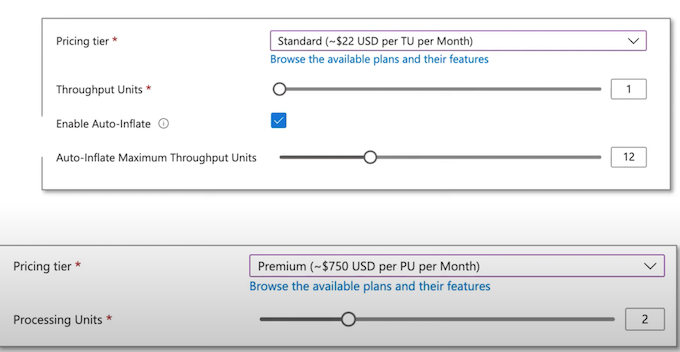 Pricing tier * Standard (~$22 USD per TU per Month)
Browse the available plans and their features
Throughput Units * 1
Enable Auto-Inflate
Auto-Inflate Maximum Throughput Units 12
Pricing tier * Premium (~$750 USD per PU per Month)
Browse the available plans and their features
Processing Units * 2